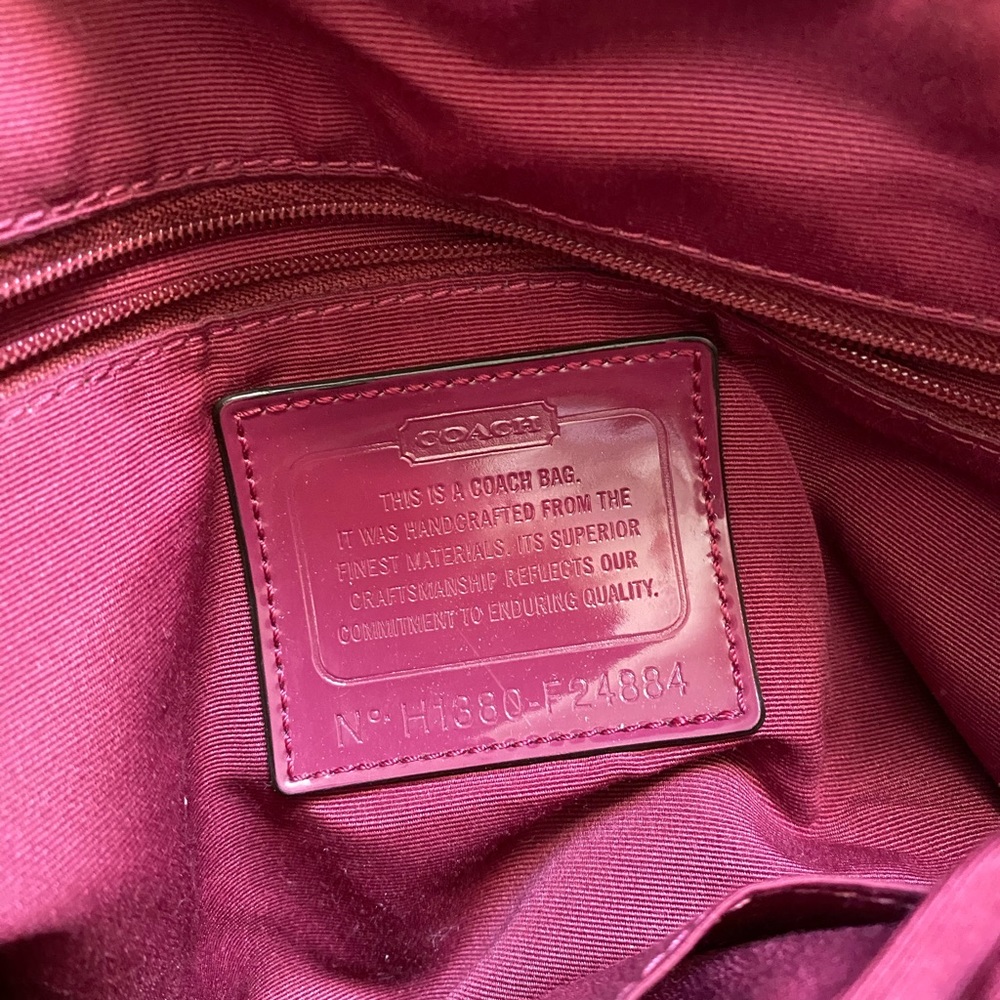 COACH
THIS IS A COACH BAG.
IT WAS HANDCRAFTED FROM THE
FINEST MATERIALS. ITS SUPERIOR
CRAFTSMANSHIP REFLECTS OUR
COMMITMENT TO ENDURING QUALITY.
Nº. H1380-F24884